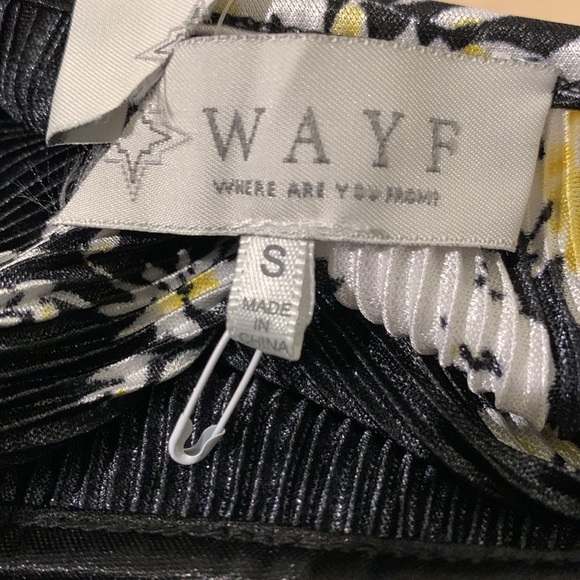 WAYF
WHERE ARE YOU FROM?
S
MADE
IN
CHINA